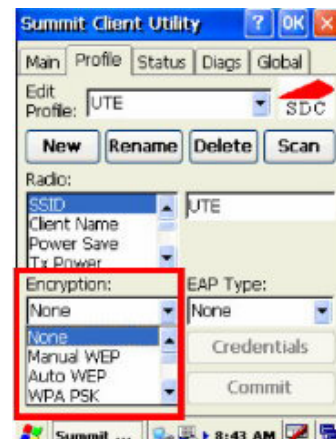 Summit Client Utility ? OK ×
Main Profile Status Diags Global
Edit
Profile: UTE
SDC
New Rename Delete Scan
Radio:
SSID UTE
Client Name
Power Save
Tx Power
Encryption: EAP Type:
None None
None
Manual WEP Credentials
Auto WEP
WPA PSK Commit
Summit ... 8:43 AM